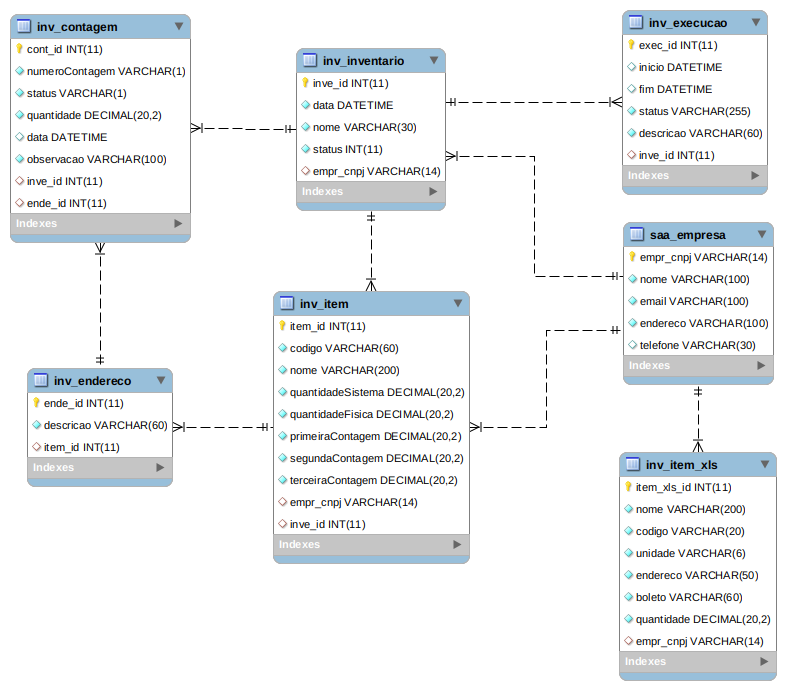 inv_contagem
cont_id INT(11)
numeroContagem VARCHAR(1)
status VARCHAR(1)
quantidade DECIMAL(20,2)
data DATETIME
observacao VARCHAR(100)
inve_id INT(11)
ende_id INT(11)
Indexes
inv_inventario
inve_id INT(11)
data DATETIME
nome VARCHAR(30)
status INT(11)
empr_cnpj VARCHAR(14)
Indexes
inv_execucao
exec_id INT(11)
inicio DATETIME
fim DATETIME
status VARCHAR(255)
descricao VARCHAR(60)
inve_id INT(11)
Indexes
saa_empresa
empr_cnpj VARCHAR(14)
nome VARCHAR(100)
email VARCHAR(100)
endereco VARCHAR(100)
telefone VARCHAR(30)
Indexes
inv_item
item_id INT(11)
codigo VARCHAR(60)
nome VARCHAR(200)
quantidadeSistema DECIMAL(20,2)
quantidadeFisica DECIMAL(20,2)
primeiraContagem DECIMAL(20,2)
segundaContagem DECIMAL(20,2)
terceiraContagem DECIMAL(20,2)
empr_cnpj VARCHAR(14)
inve_id INT(11)
Indexes
inv_endereco
ende_id INT(11)
descricao VARCHAR(60)
item_id INT(11)
Indexes
inv_item_xls
item_xls_id INT(11)
nome VARCHAR(200)
codigo VARCHAR(20)
unidade VARCHAR(6)
endereco VARCHAR(50)
boleto VARCHAR(60)
quantidade DECIMAL(20,2)
empr_cnpj VARCHAR(14)
Indexes